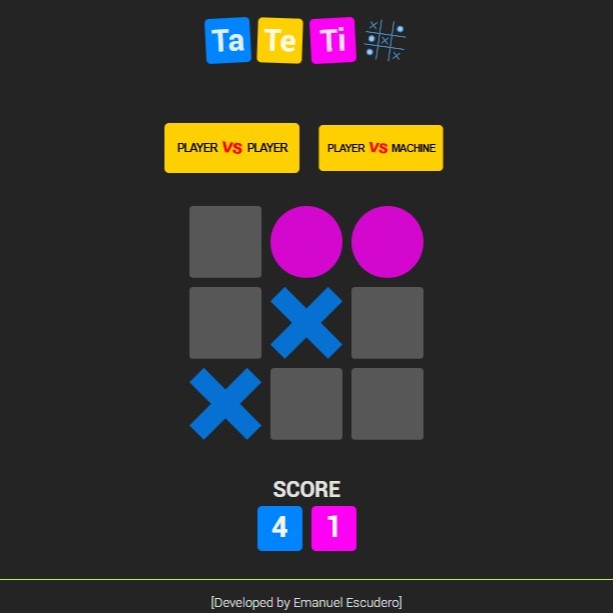 Ta Te Ti
PLAYER VS PLAYER PLAYER VS MACHINE
SCORE
4 1
[Developed by Emanuel Escudero]